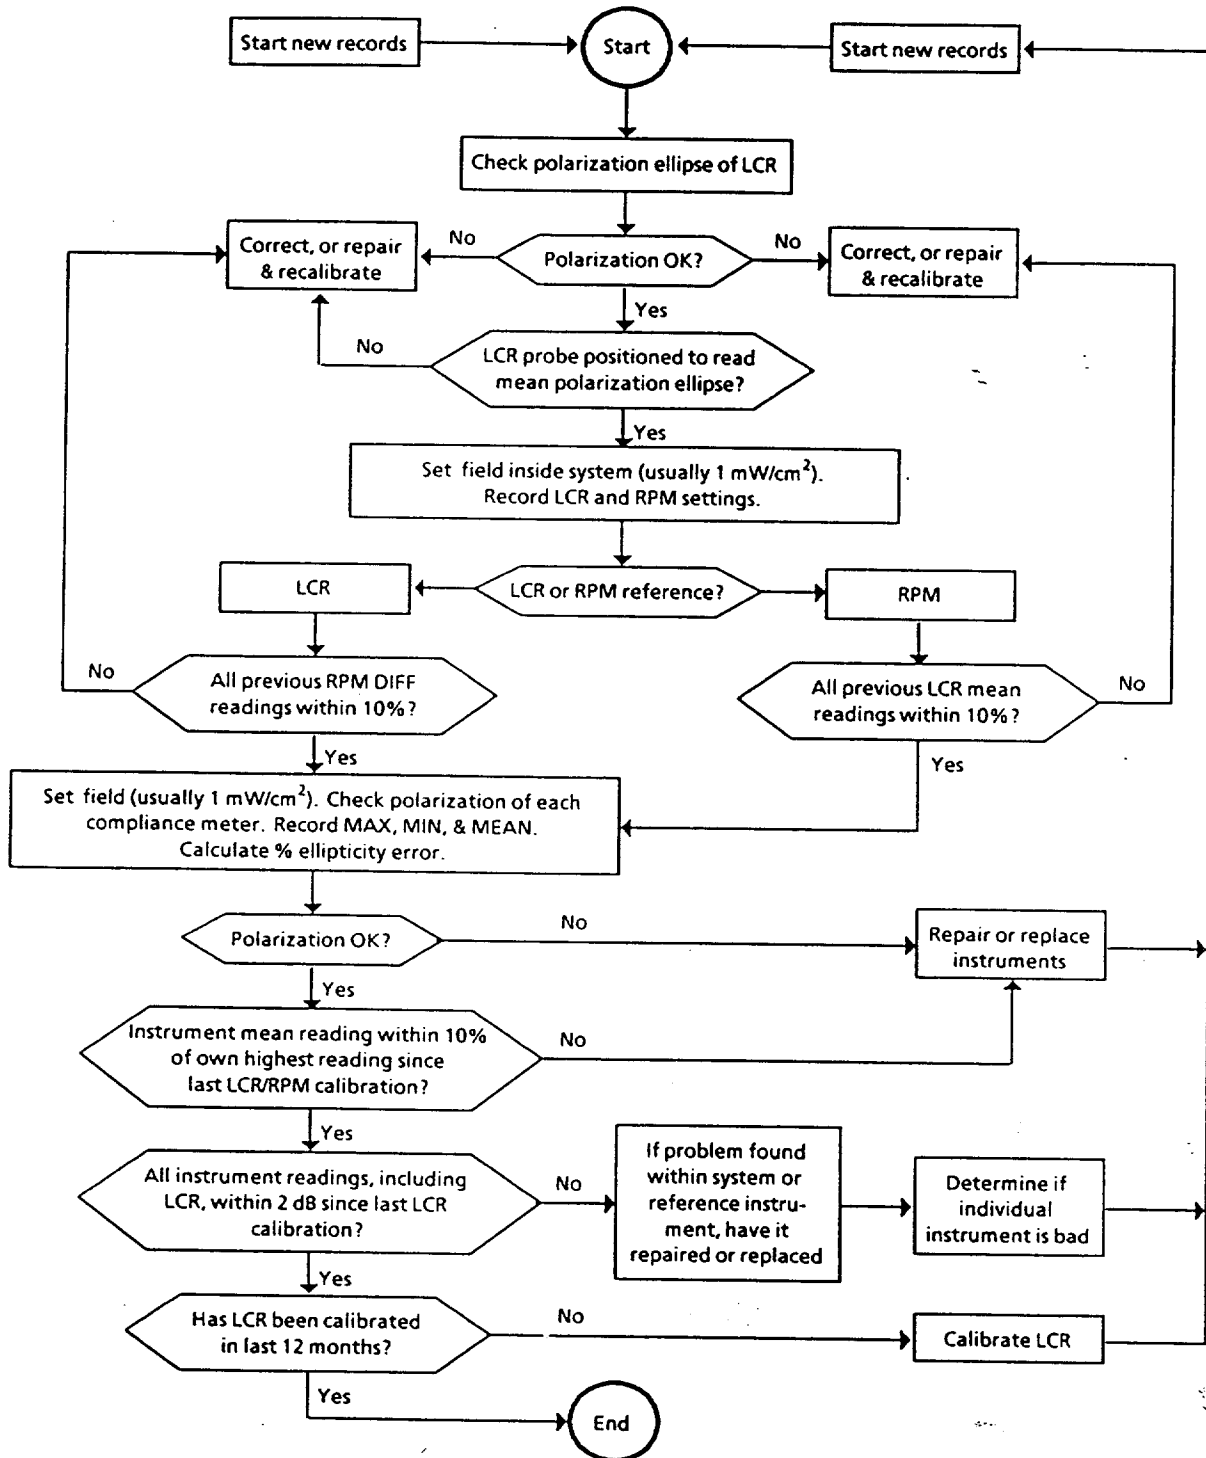 Start new records
Start
Start new records
Check polarization ellipse of LCR
Correct, or repair
& recalibrate
No
Polarization OK?
No
Correct, or repair
& recalibrate
Yes
No
LCR probe positioned to read
mean polarization ellipse?
Yes
Set field inside system (usually 1 mW/cm²).
Record LCR and RPM settings.
LCR
LCR or RPM reference?
RPM
No
All previous RPM DIFF
readings within 10%?
All previous LCR mean
readings within 10%?
No
Yes
Yes
Set field (usually 1 mW/cm²). Check polarization of each
compliance meter. Record MAX, MIN, & MEAN.
Calculate % ellipticity error.
Polarization OK?
No
Repair or replace
instruments
Yes
Instrument mean reading within 10%
of own highest reading since
last LCR/RPM calibration?
No
Yes
All instrument readings, including
LCR, within 2 dB since last LCR
calibration?
No
If problem found
within system or
reference instru-
ment, have it
repaired or replaced
Determine if
individual
instrument is bad
Yes
Has LCR been calibrated
in last 12 months?
No
Calibrate LCR
Yes
End